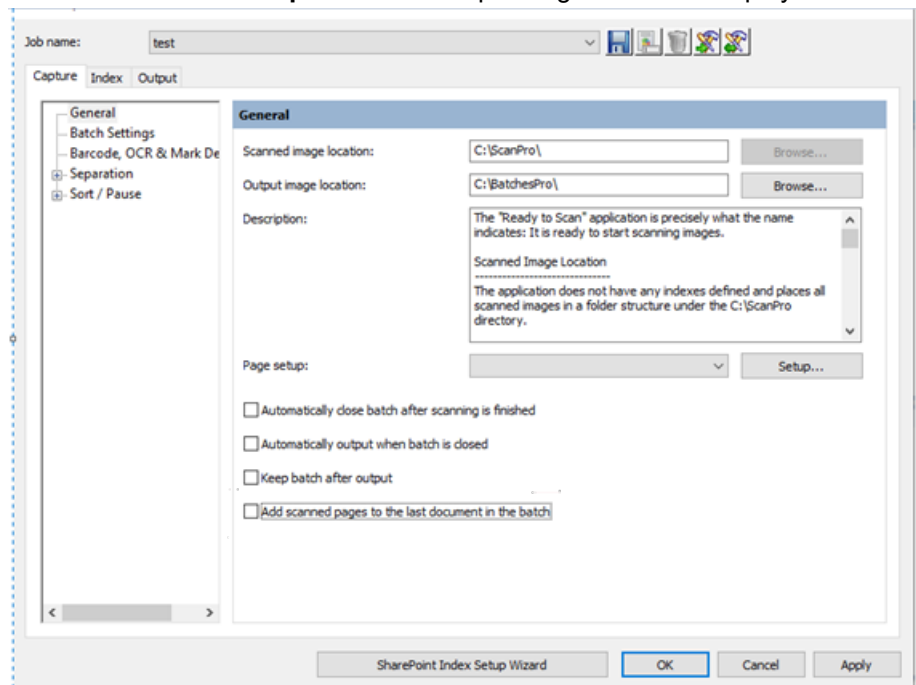 Job name:
test
Capture
Index
Output
General
Batch Settings
Barcode, OCR & Mark De
Separation
Sort / Pause
General
Scanned image location:
C:\ScanPro\
Browse...
Output image location:
C:\BatchesPro\
Browse...
Description:
The "Ready to Scan" application is precisely what the name
indicates: It is ready to start scanning images.
Scanned Image Location
-------------------------------
The application does not have any indexes defined and places all
scanned images in a folder structure under the C:\ScanPro
directory.
Page setup:
Setup...
Automatically close batch after scanning is finished
Automatically output when batch is closed
Keep batch after output
Add scanned pages to the last document in the batch
SharePoint Index Setup Wizard
OK
Cancel
Apply